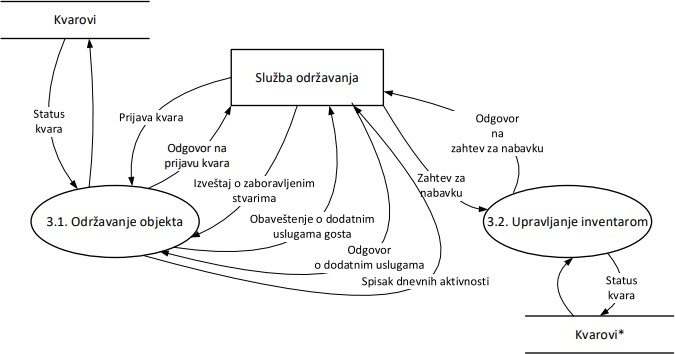 Kvarovi
Služba održavanja
Status
kvara
Prijava kvara
Odgovor na
prijavu kvara
Odgovor
na
zahtev za nabavku
Izveštaj o zaboravljenim
stvarima
Zahtev za
nabavku
Obaveštenje o dodatnim
uslugama gosta
3.1. Održavanje objekta
3.2. Upravljanje inventarom
Odgovor
o dodatnim uslugama
Spisak dnevnih aktivnosti
Status
kvara
Kvarovi*